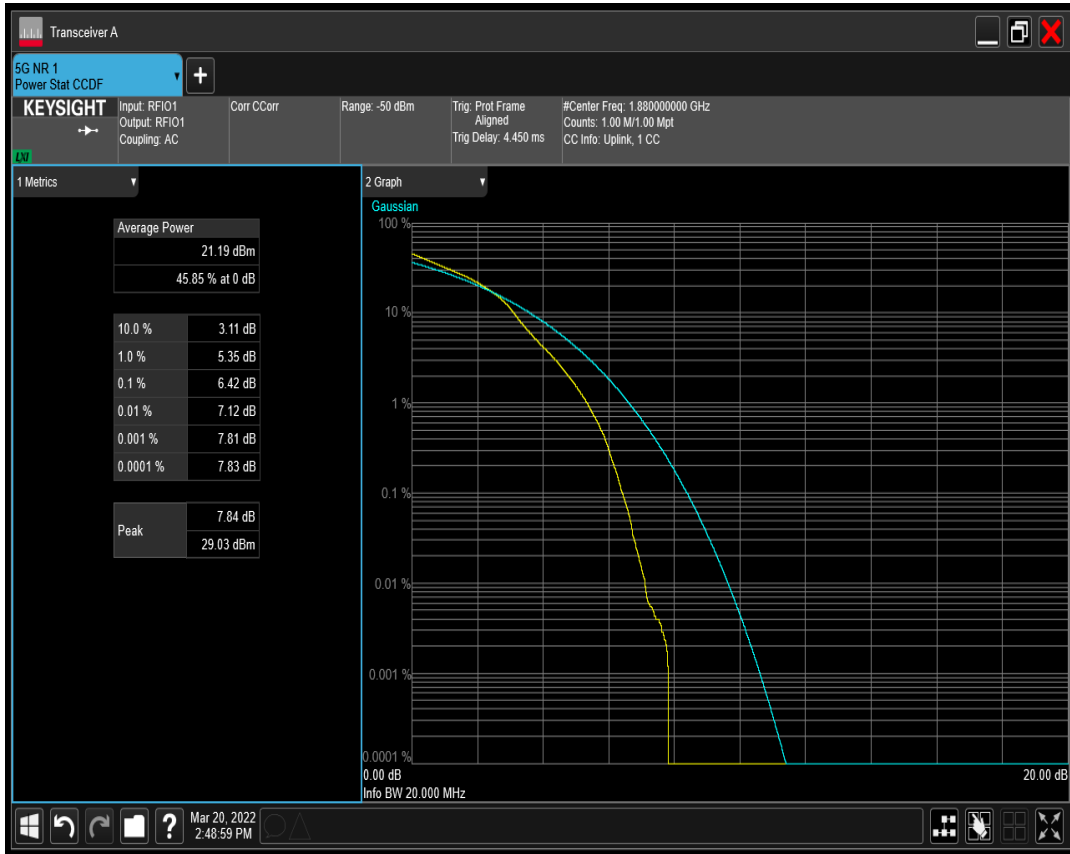 Transceiver A
5G NR 1
Power Stat CCDF
+
KEYSIGHT
LXI
Input: RFIO1
Output: RFIO1
Coupling: AC
Corr CCorr
Range: -50 dBm
Trig: Prot Frame
Aligned
Trig Delay: 4.450 ms
#Center Freq: 1.880000000 GHz
Counts: 1.00 M/1.00 Mpt
CC Info: Uplink, 1 CC
1 Metrics
Average Power
21.19 dBm
45.85 % at 0 dB
10.0 % 3.11 dB
1.0 % 5.35 dB
0.1 % 6.42 dB
0.01 % 7.12 dB
0.001 % 7.81 dB
0.0001 % 7.83 dB
Peak
7.84 dB
29.03 dBm
2 Graph
Gaussian
100 %
10 %
1 %
0.1 %
0.01 %
0.001 %
0.0001 %
0.00 dB 20.00 dB
Info BW 20.000 MHz
?
Mar 20, 2022
2:48:59 PM